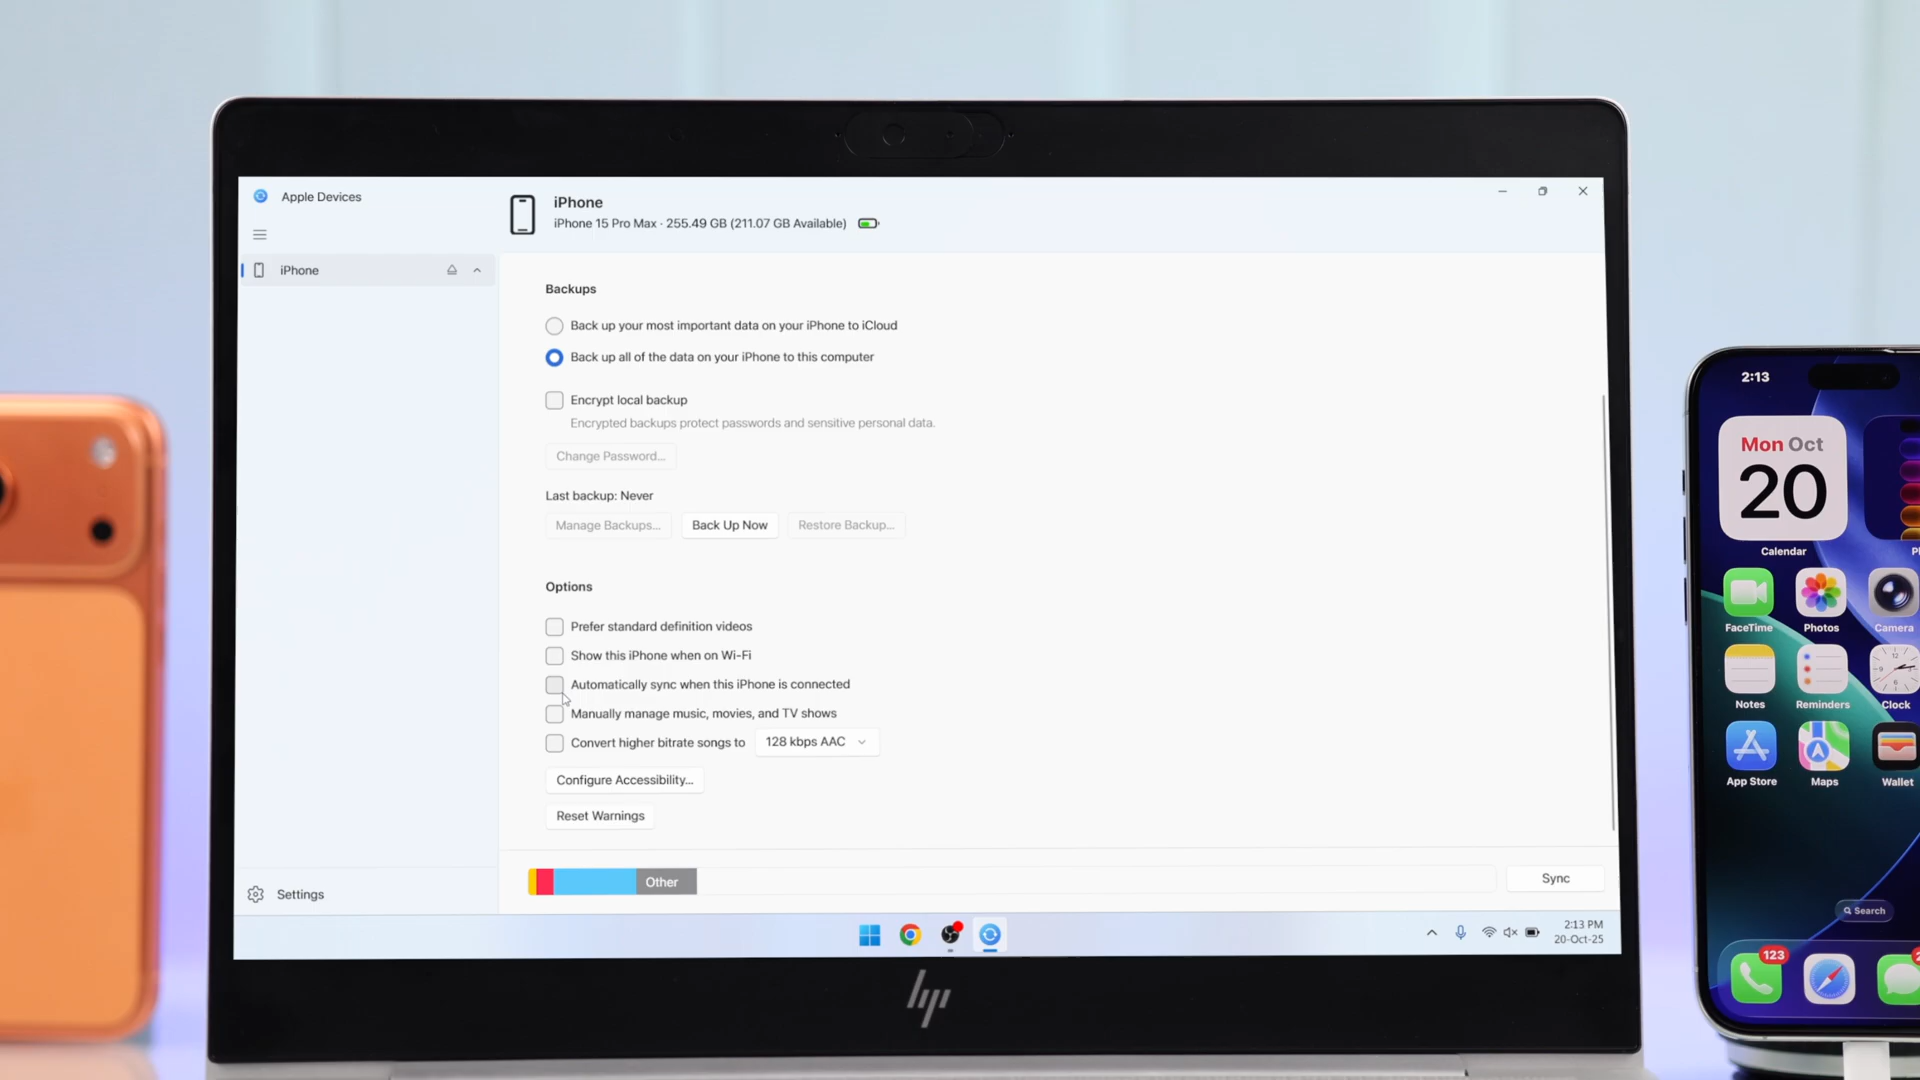 Apple Devices
iPhone
iPhone 15 Pro Max · 255.49 GB (211.07 GB Available)
iPhone
Backups
Back up your most important data on your iPhone to iCloud
Back up all of the data on your iPhone to this computer
Encrypt local backup
Encrypted backups protect passwords and sensitive personal data.
Change Password...
Last backup: Never
Manage Backups...
Back Up Now
Restore Backup...
Options
Prefer standard definition videos
Show this iPhone when on Wi-Fi
Automatically sync when this iPhone is connected
Manually manage music, movies, and TV shows
Convert higher bitrate songs to
128 kbps AAC
Configure Accessibility...
Reset Warnings
Settings
Other
Sync
2:13 PM
20-Oct-25
hp
2:13
Mon Oct
20
Calendar
FaceTime
Photos
Camera
12
Notes
Reminders
Clock
App Store
Maps
Wallet
Search
123